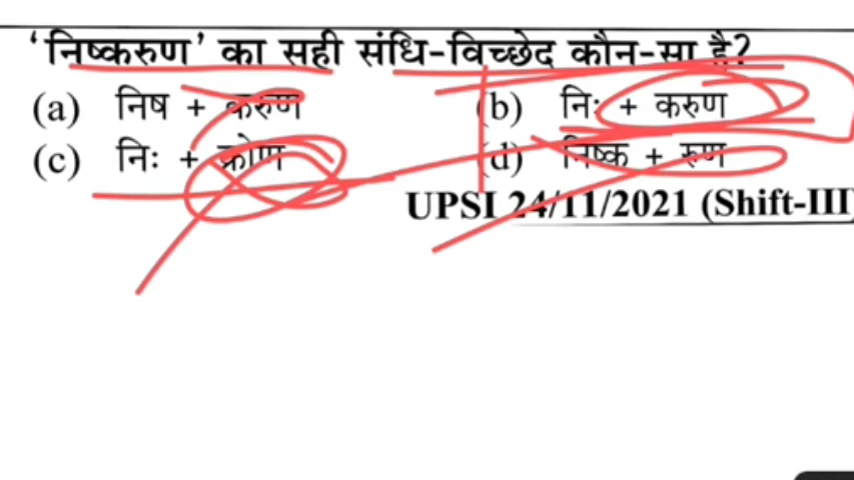 'निष्करुण' का सही संधि-विच्छेद कौन-सा है?
(a) निष + करुण (b) निः + करुण
(c) निः + क्रोण (d) निष्क + रुण
UPSI 24/11/2021 (Shift-III)